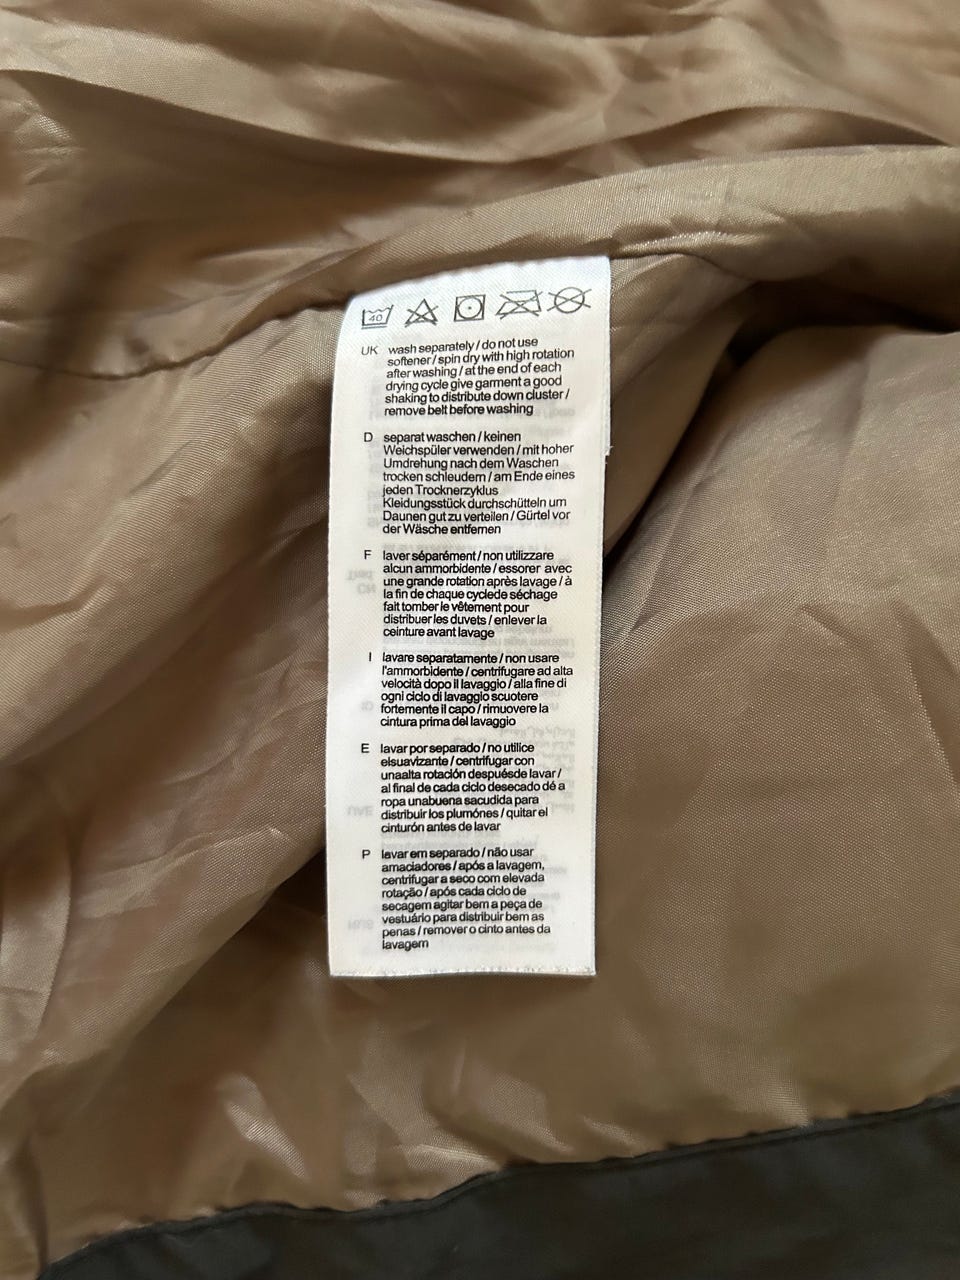 40
UK wash separately / do not use
softener / spin dry with high rotation
after washing / at the end of each
drying cycle give garment a good
shaking to distribute down cluster /
remove belt before washing
D separat waschen / keinen
Weichspüler verwenden / mit hoher
Umdrehung nach dem Waschen
trocken schleudern / am Ende eines
jeden Trocknerzyklus
Kleidungsstück durchschütteln um
Daunen gut zu verteilen / Gürtel vor
der Wäsche entfernen
F laver séparément / non utilizzare
alcun ammorbidente / essorer avec
une grande rotation après lavage / à
la fin de chaque cyclede séchage
fait tomber le vêtement pour
distribuer les duvets / enlever la
ceinture avant lavage
I lavare separatamente / non usare
l'ammorbidente / centrifugare ad alta
velocità dopo il lavaggio / alla fine di
ogni ciclo di lavaggio scuotere
fortemente il capo / rimuovere la
cintura prima del lavaggio
E lavar por separado / no utilice
elsuavizante / centrifugar con
unaalta rotación despuésde lavar /
al final de cada ciclo desecado dé a
ropa unabuena sacudida para
distribuir los plumónes / quitar el
cinturón antes de lavar
P lavar em separado / não usar
amaciadores / após a lavagem,
centrifugar a seco com elevada
rotação / após cada ciclo de
secagem agitar bem a peça de
vestuário para distribuir bem as
penas / remover o cinto antes da
lavagem